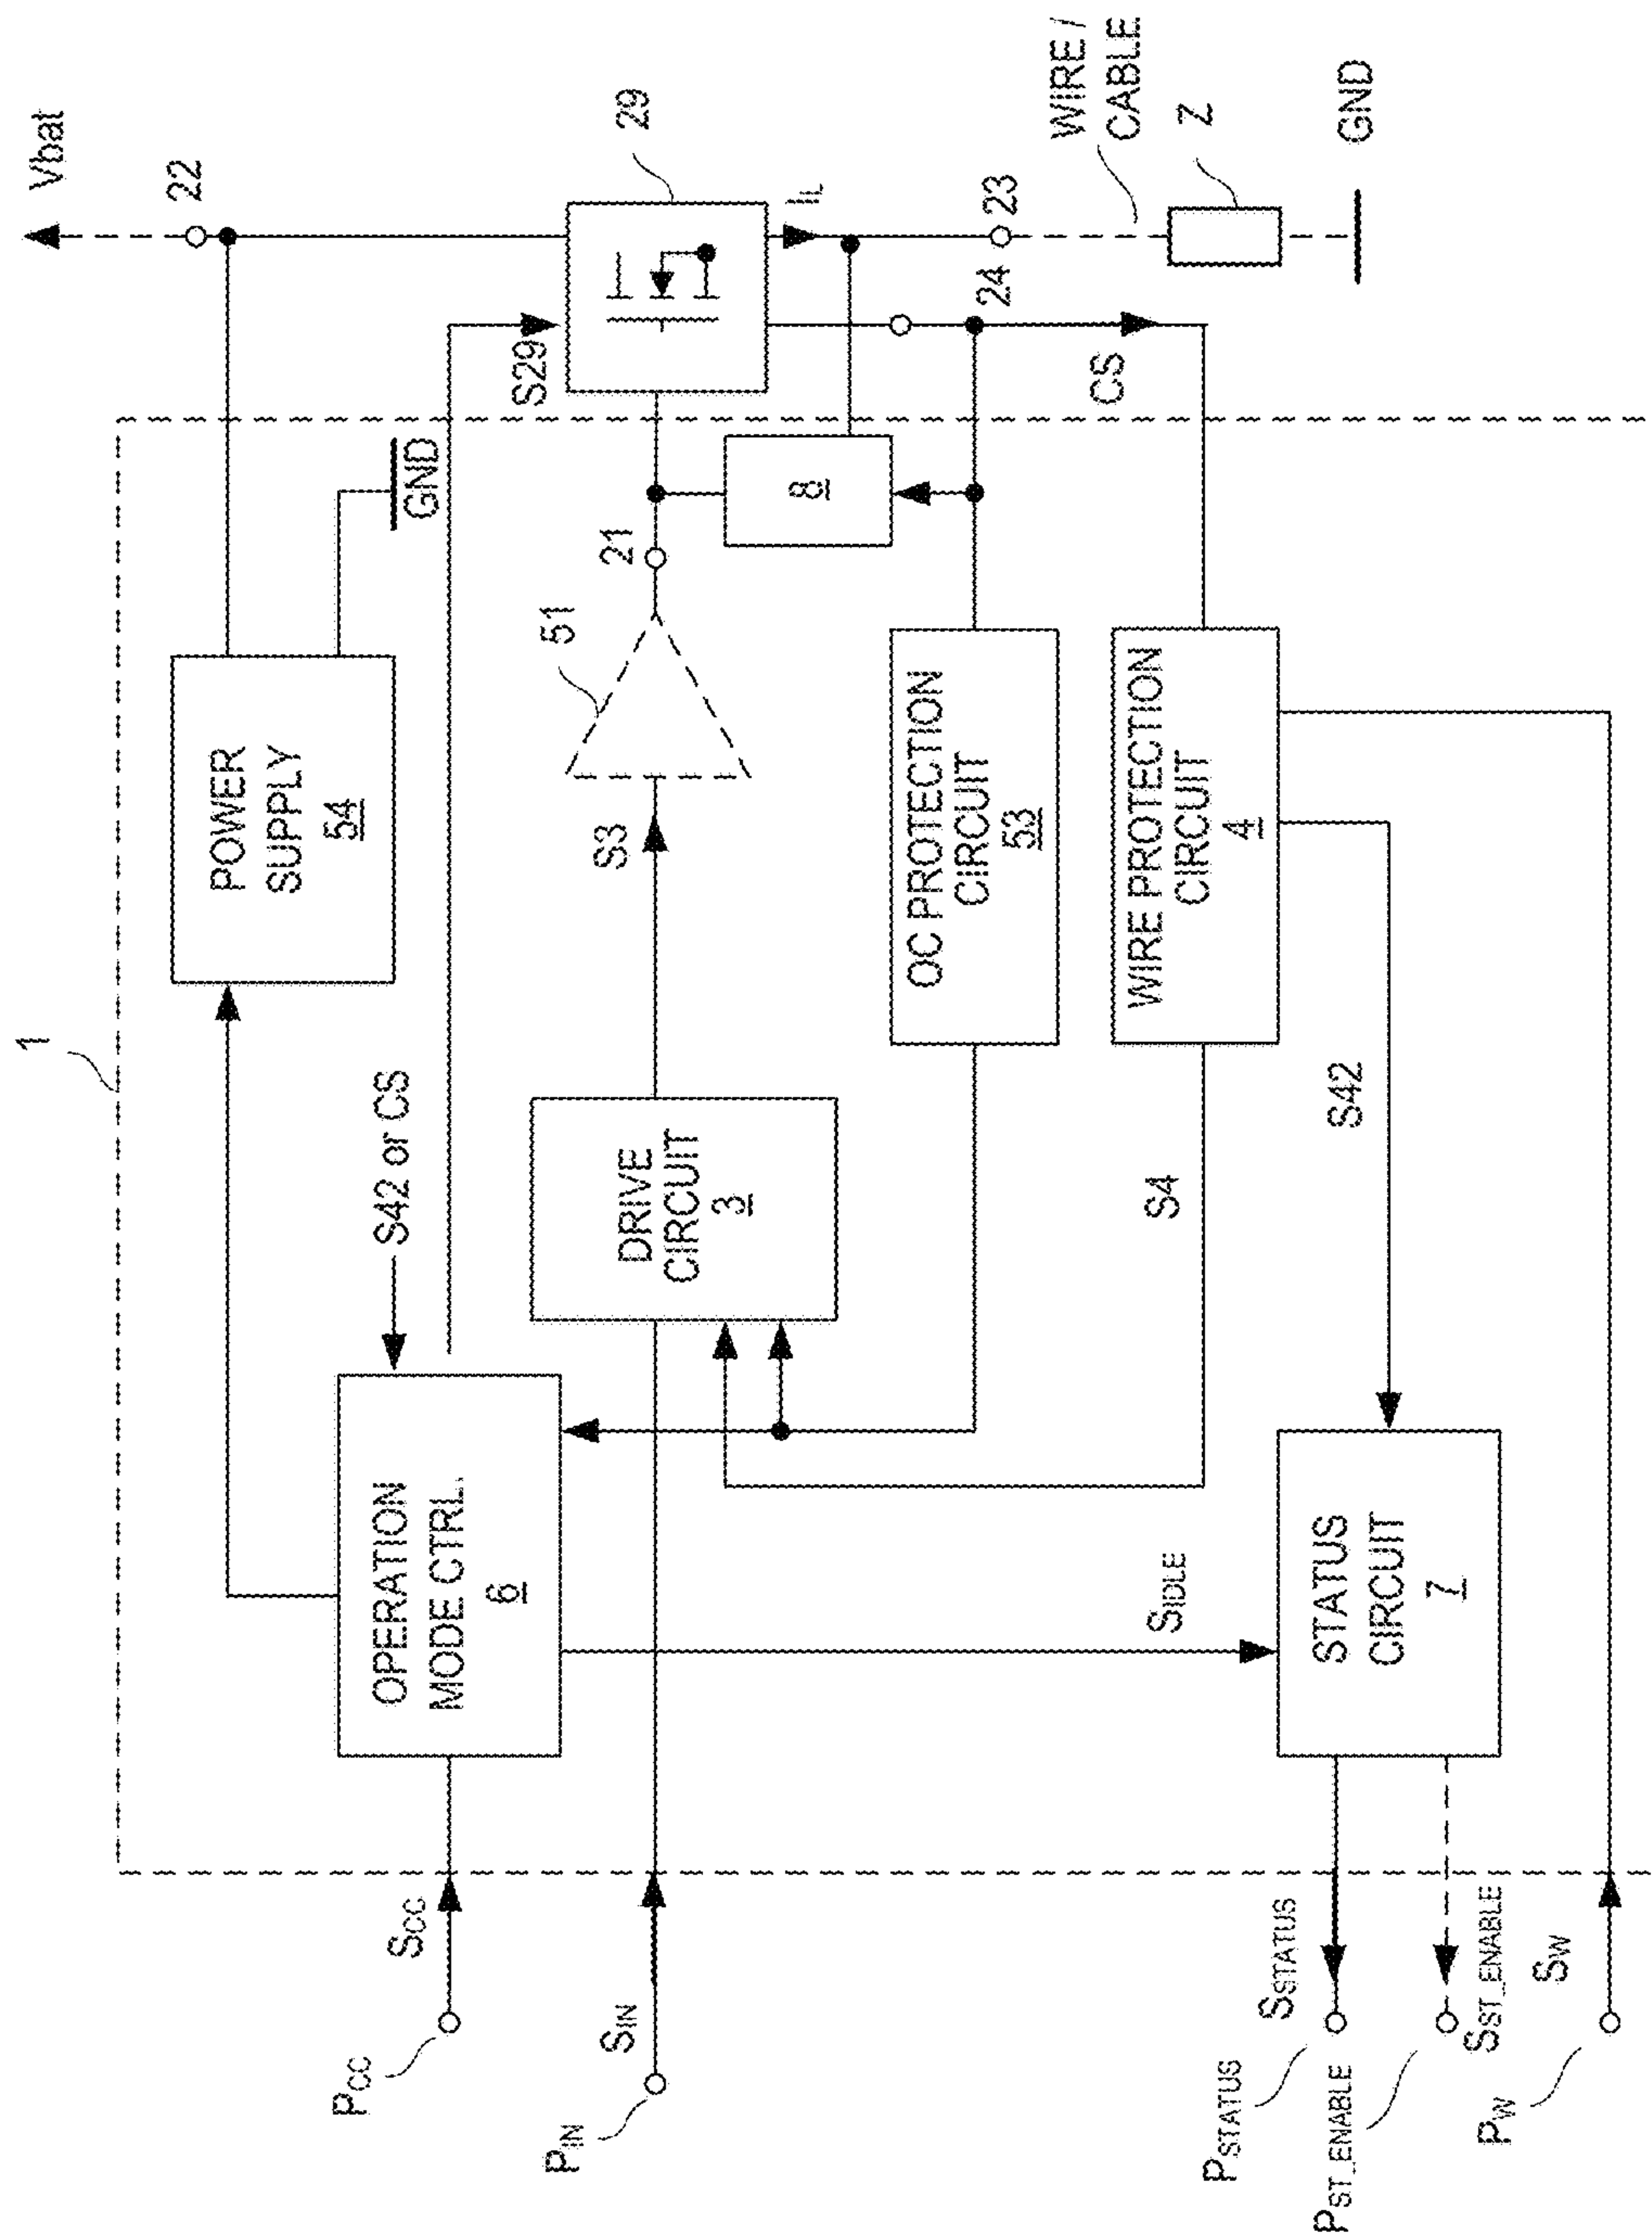 1
Vbat
22
POWER
SUPPLY
54
GND
S42 or CS
S29
29
OPERATION
MODE CTRL.
6
PCC
SCC
PIN
SIN
DRIVE
CIRCUIT
3
S3
51
21
8
IL
24
23
WIRE /
CABLE
Z
GND
OC PROTECTION
CIRCUIT
53
CS
WIRE PROTECTION
CIRCUIT
4
S4
S42
SIDLE
STATUS
CIRCUIT
7
PSTATUS
SSTATUS
PST_ENABLE
SST_ENABLE
PW
SW